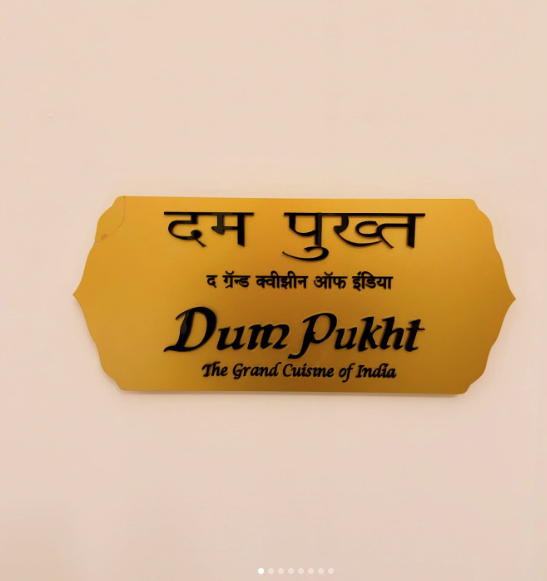 दम पुख्त
द ग्रॅन्ड क्वीझीन ऑफ इंडिया
Dum Pukht
The Grand Cuisine of India